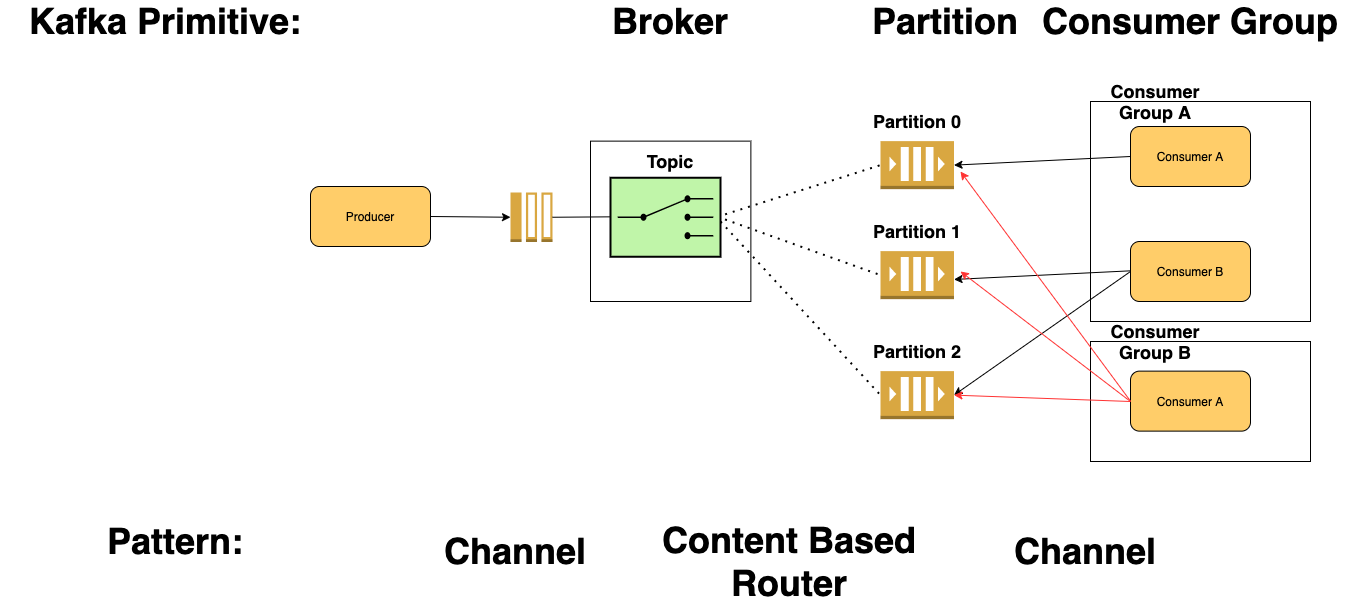 Kafka Primitive:
Broker
Partition
Consumer Group
Consumer
Group A
Partition 0
Consumer A
Topic
Producer
Partition 1
Consumer B
Consumer
Group B
Partition 2
Consumer A
Pattern:
Channel
Content Based
Router
Channel